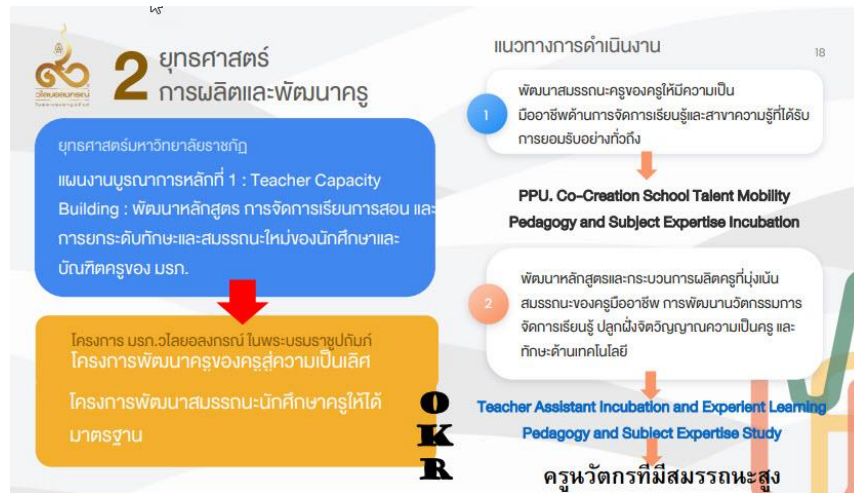 วไลยอลงกรณ์
2
ยุทธศาสตร์
การผลิตและพัฒนาครู
ยุทธศาสตร์มหาวิทยาลัยราชภัฏ
แผนงานบูรณาการหลักที่ 1 : Teacher Capacity
Building : พัฒนาหลักสูตร การจัดการเรียนการสอน และ
การยกระดับทักษะและสมรรถนะใหม่ของนักศึกษาและ
บัณฑิตครูของ มรภ.
โครงการ มรภ.วไลยอลงกรณ์ ในพระบรมราชูปถัมภ์
โครงการพัฒนาครูของครูสู่ความเป็นเลิศ
โครงการพัฒนาสมรรถนะนักศึกษาครูให้ได้
มาตรฐาน
O
K
R
แนวทางการดำเนินงาน
18
1
พัฒนาสมรรถนะครูของครูให้มีความเป็น
มืออาชีพด้านการจัดการเรียนรู้และสาขาความรู้ที่ได้รับ
การยอมรับอย่างทั่วถึง
PPU. Co-Creation School Talent Mobility
Pedagogy and Subject Expertise Incubation
2
พัฒนาหลักสูตรและกระบวนการผลิตครูที่มุ่งเน้น
สมรรถนะของครูมืออาชีพ การพัฒนานวัตกรรมการ
จัดการเรียนรู้ ปลูกฝังจิตวิญญาณความเป็นครู และ
ทักษะด้านเทคโนโลยี
Teacher Assistant Incubation and Experient Learning
Pedagogy and Subject Expertise Study
ครูนวัตกรที่มีสมรรถนะสูง